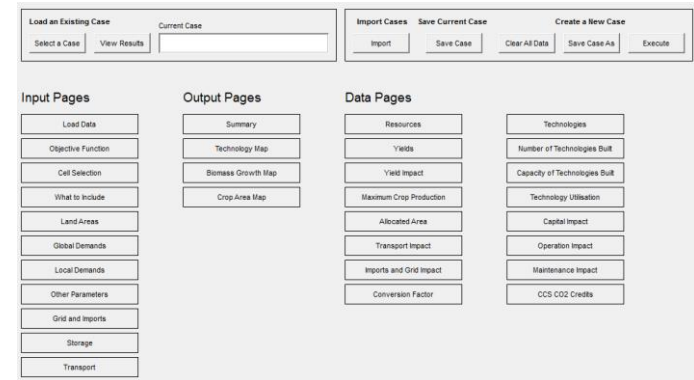 Load an Existing Case
Current Case
Select a Case
View Results
Import Cases
Save Current Case
Create a New Case
Import
Save Case
Clear All Data
Save Case As
Execute
Input Pages
Load Data
Objective Function
Cell Selection
What to Include
Land Areas
Global Demands
Local Demands
Other Parameters
Grid and Imports
Storage
Transport
Output Pages
Summary
Technology Map
Biomass Growth Map
Crop Area Map
Data Pages
Resources
Yields
Yield Impact
Maximum Crop Production
Allocated Area
Transport Impact
Imports and Grid Impact
Conversion Factor
Technologies
Number of Technologies Built
Capacity of Technologies Built
Technology Utilisation
Capital Impact
Operation Impact
Maintenance Impact
CCS CO2 Credits